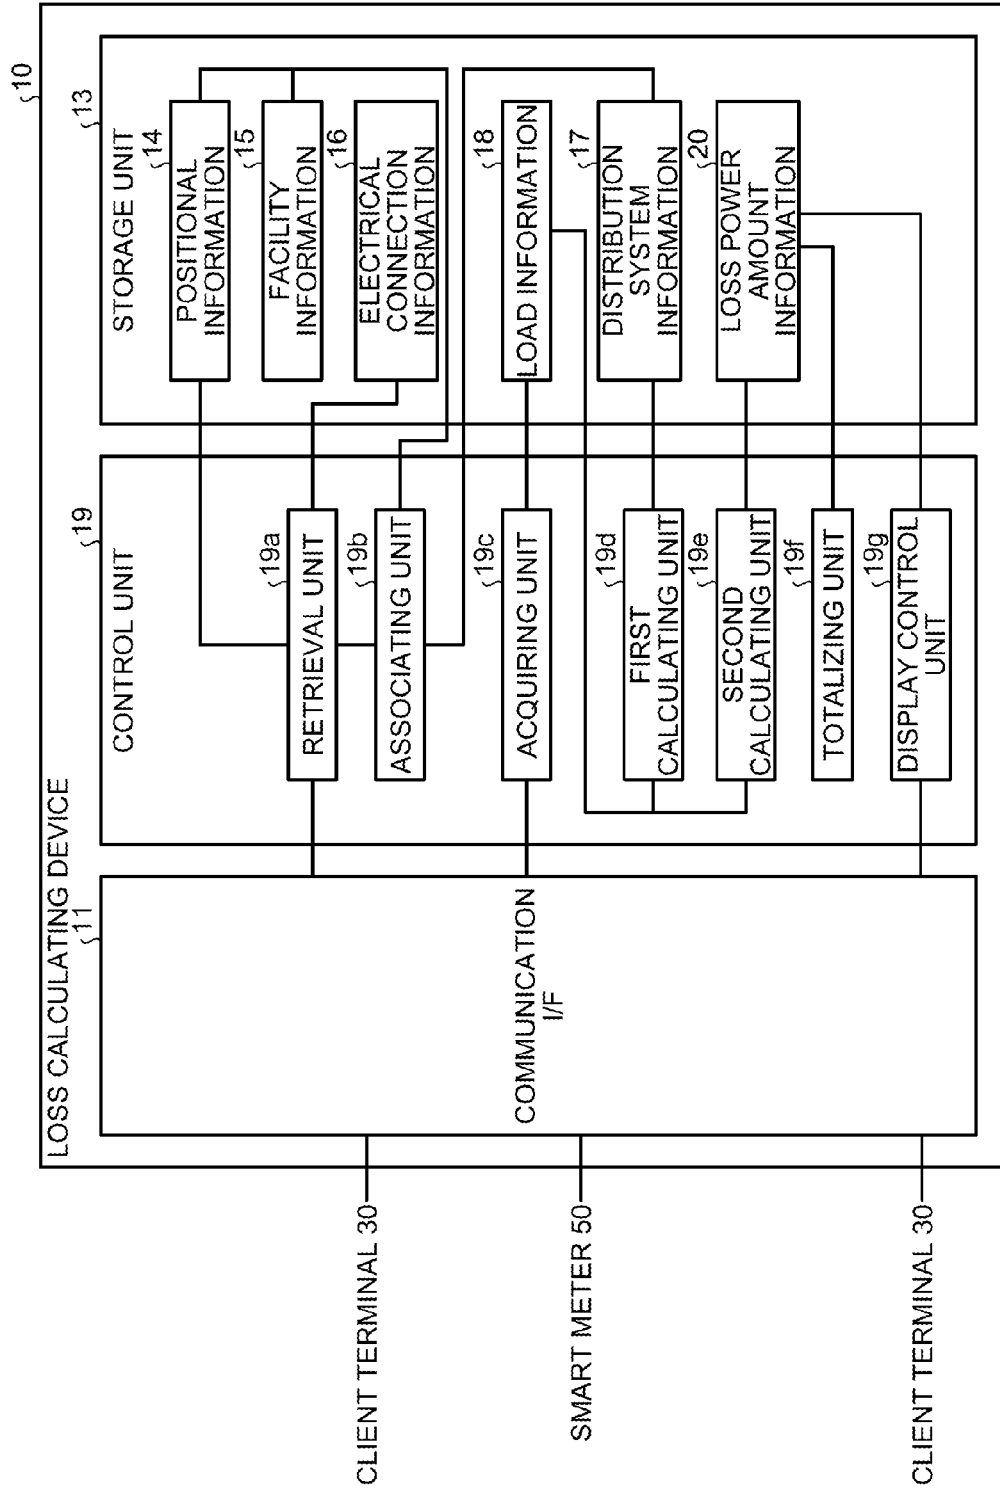 LOSS CALCULATING DEVICE
10
11
COMMUNICATION
I/F
CLIENT TERMINAL 30
SMART METER 50
CLIENT TERMINAL 30
CONTROL UNIT
19
RETRIEVAL UNIT
19a
ASSOCIATING UNIT
19b
ACQUIRING UNIT
19c
FIRST
CALCULATING UNIT
19d
SECOND
CALCULATING UNIT
19e
TOTALIZING UNIT
19f
DISPLAY CONTROL
UNIT
19g
STORAGE UNIT
13
POSITIONAL
INFORMATION
14
FACILITY
INFORMATION
15
ELECTRICAL
CONNECTION
INFORMATION
16
LOAD INFORMATION
18
DISTRIBUTION
SYSTEM
INFORMATION
17
LOSS POWER
AMOUNT
INFORMATION
20